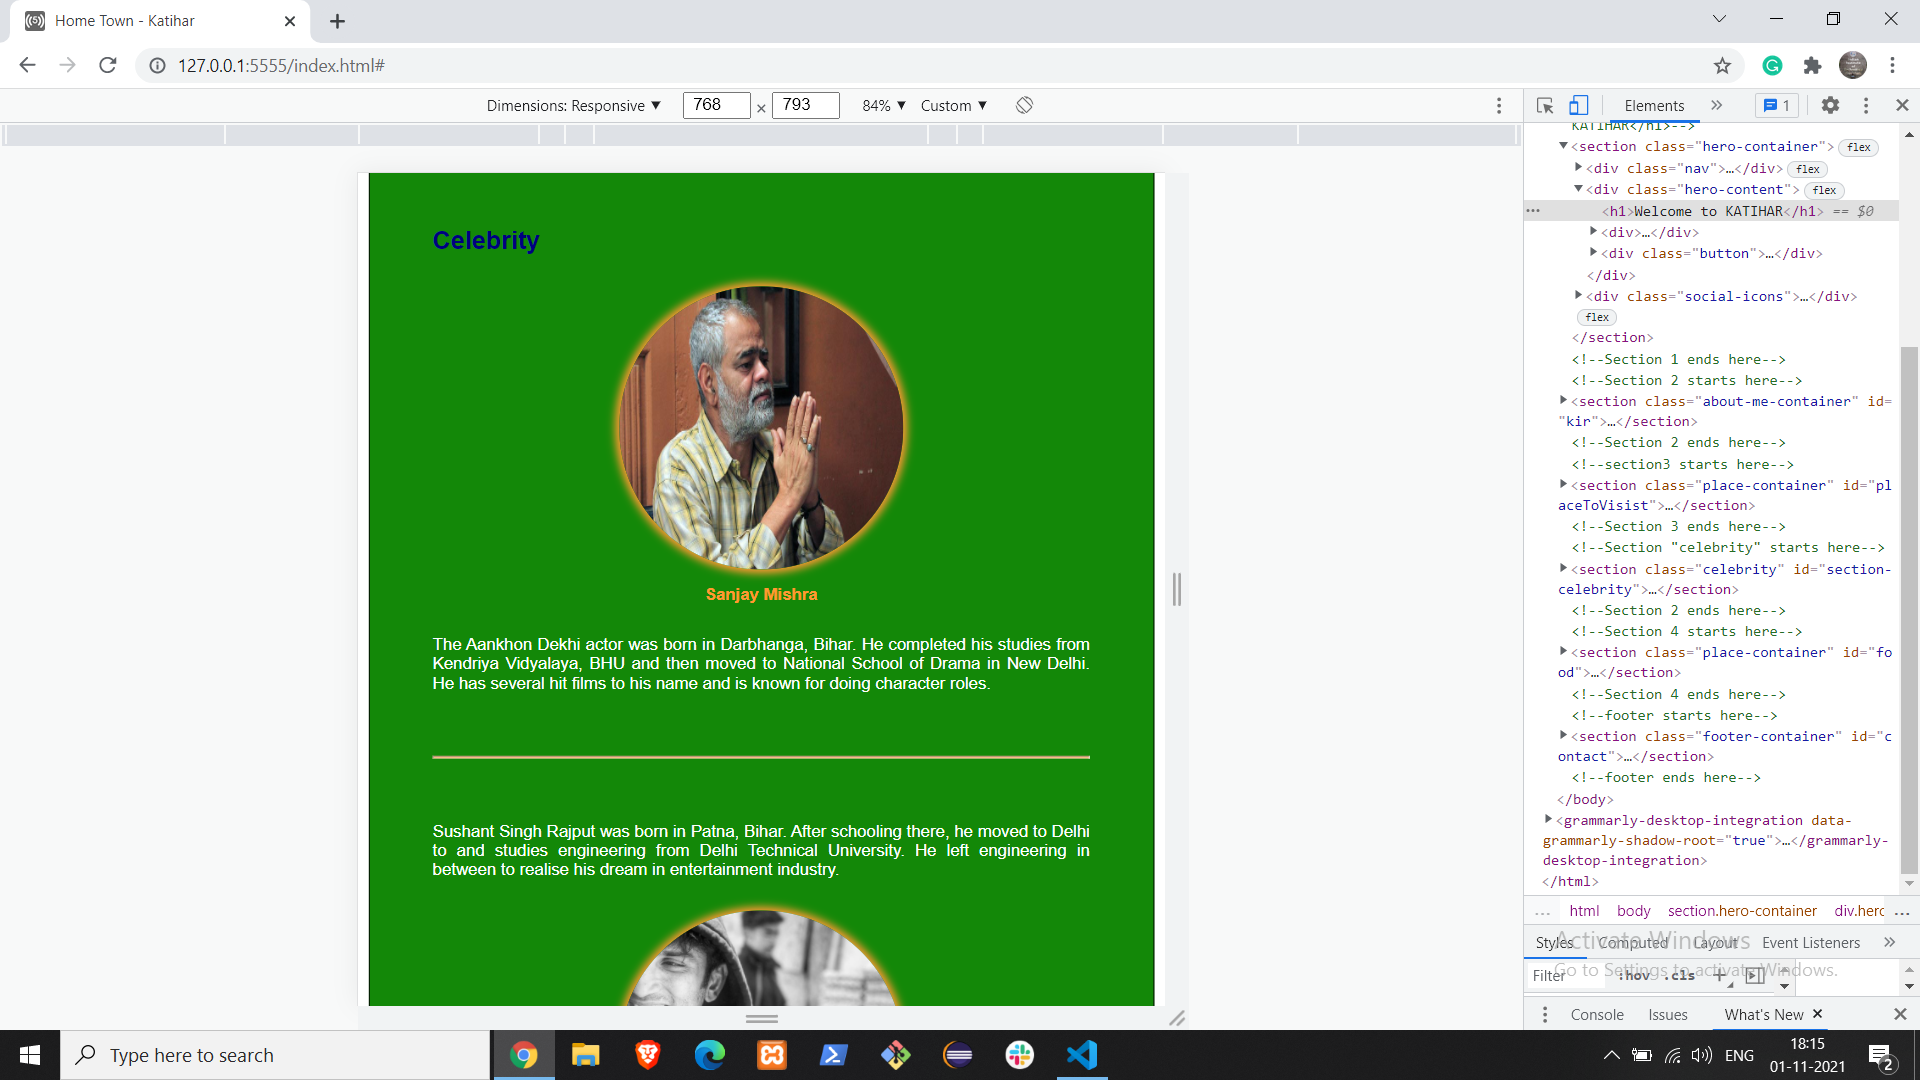 Home Town - Katihar
127.0.0.1:5555/index.html#
Dimensions: Responsive ▼ 768 × 793 84% ▼ Custom ▼
Celebrity
Sanjay Mishra
The Aankhon Dekhi actor was born in Darbhanga, Bihar. He completed his studies from
Kendriya Vidyalaya, BHU and then moved to National School of Drama in New Delhi.
He has several hit films to his name and is known for doing character roles.
Sushant Singh Rajput was born in Patna, Bihar. After schooling there, he moved to Delhi
to and studies engineering from Delhi Technical University. He left engineering in
between to realise his dream in entertainment industry.
Elements » 1
KATIHAR</h1>-->
<section class="hero-container"> flex
<div class="nav">…</div> flex
<div class="hero-content"> flex
… <h1>Welcome to KATIHAR</h1> == $0
<div>…</div>
<div class="button">…</div>
</div>
<div class="social-icons">…</div>
flex
</section>
<!--Section 1 ends here-->
<!--Section 2 starts here-->
<section class="about-me-container" id=
"kir">…</section>
<!--Section 2 ends here-->
<!--section3 starts here-->
<section class="place-container" id="pl
aceToVisist">…</section>
<!--Section 3 ends here-->
<!--Section "celebrity" starts here-->
<section class="celebrity" id="section-
celebrity">…</section>
<!--Section 2 ends here-->
<!--Section 4 starts here-->
<section class="place-container" id="fo
od">…</section>
<!--Section 4 ends here-->
<!--footer starts here-->
<section class="footer-container" id="c
ontact">…</section>
<!--footer ends here-->
</body>
<grammarly-desktop-integration data-
grammarly-shadow-root="true">…</grammarly-
desktop-integration>
</html>
… html body section.hero-container div.hero …
Styles Computed Layout Event Listeners »
Activate Windows
Go to Settings to activate Windows.
Filter :hov .cls +
Console Issues What's New ×
Type here to search
ENG
18:15
01-11-2021
2